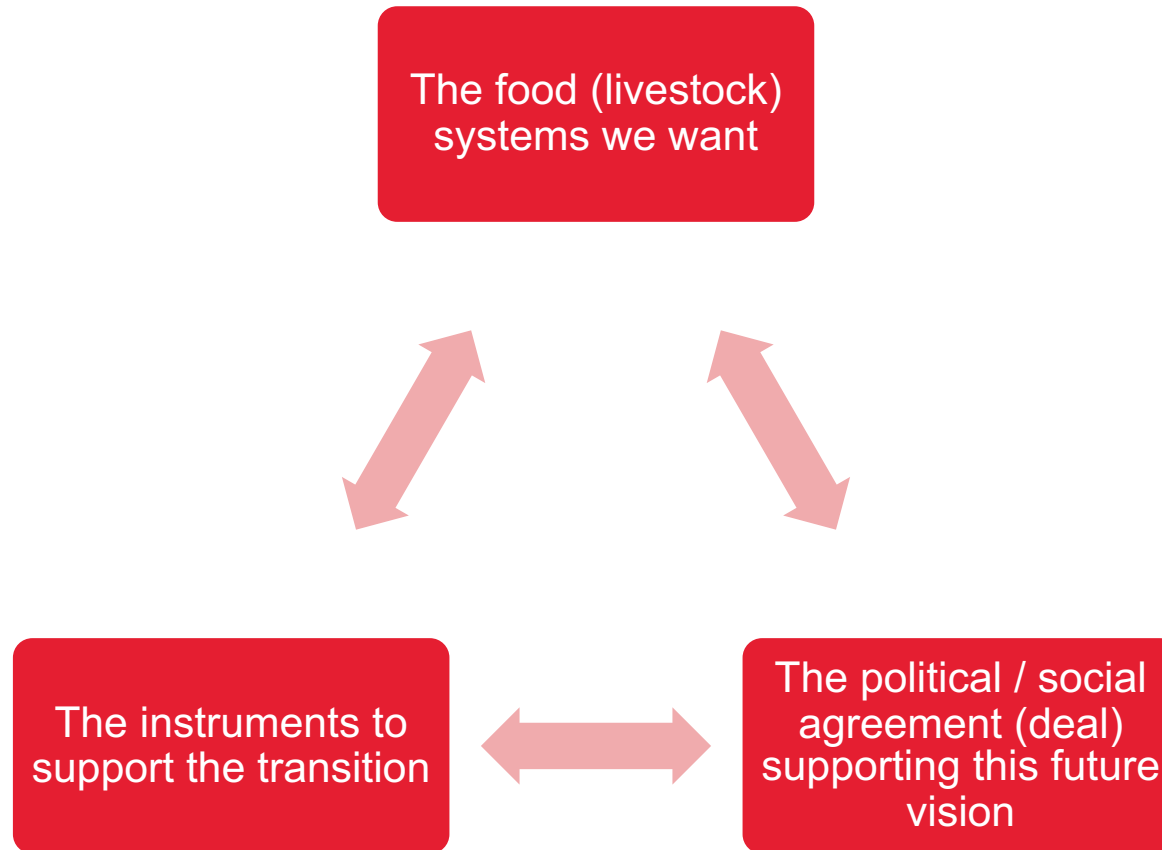 The food (livestock)
systems we want
The instruments to
support the transition
The political / social
agreement (deal)
supporting this future
vision